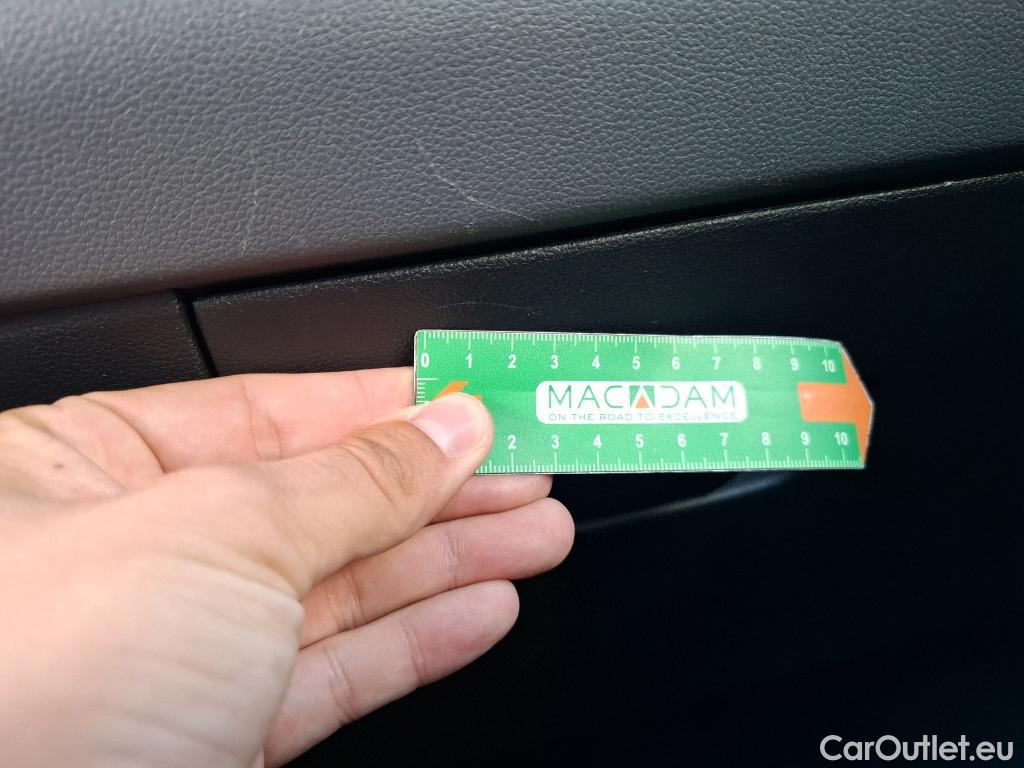 0 1 2 3 4 5 6 7 8 9 10
MACADAM
ON THE ROAD TO EXCELLENCE
2 3 4 5 6 7 8 9 10
CarOutlet.eu